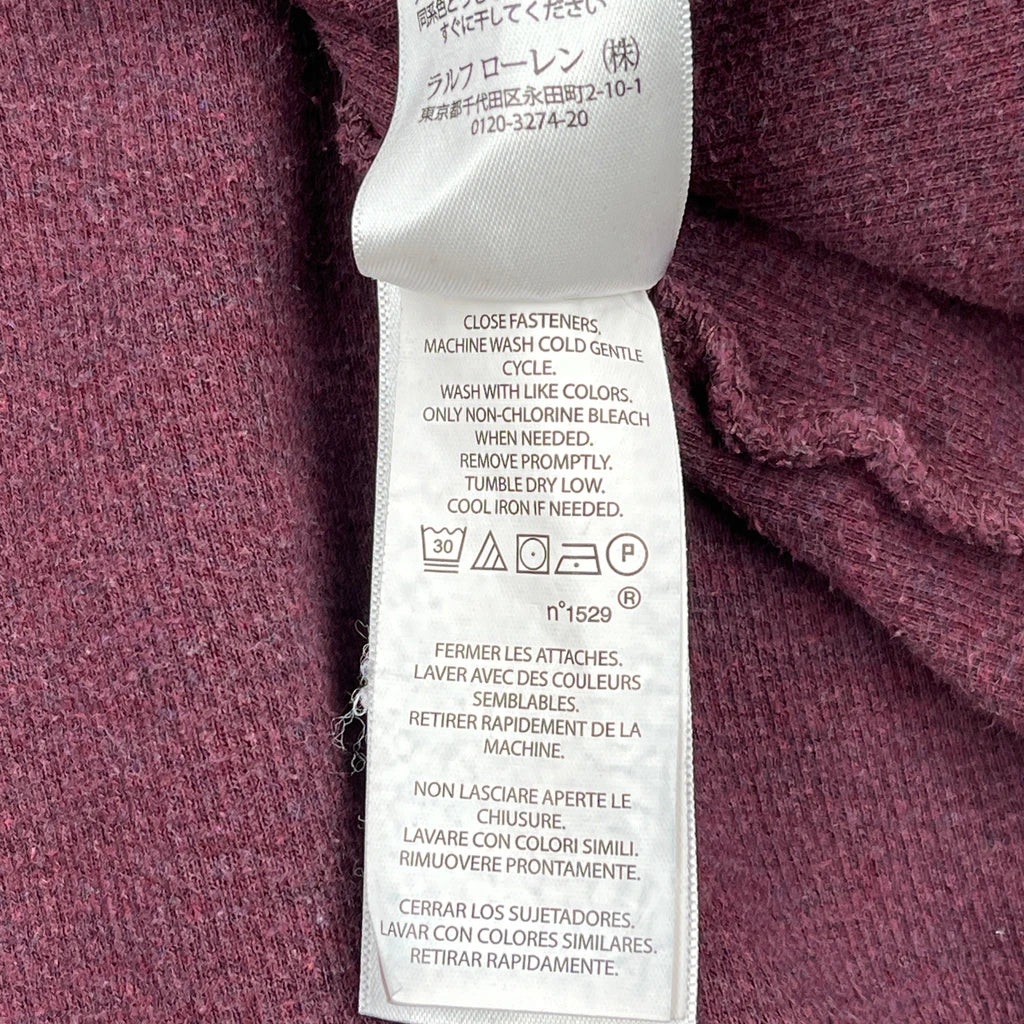 すぐに干してください
ラルフ ローレン (株)
東京都千代田区永田町2-10-1
0120-3274-20
CLOSE FASTENERS.
MACHINE WASH COLD GENTLE
CYCLE.
WASH WITH LIKE COLORS.
ONLY NON-CHLORINE BLEACH
WHEN NEEDED.
REMOVE PROMPTLY.
TUMBLE DRY LOW.
COOL IRON IF NEEDED.
30 P
®
n°1529
FERMER LES ATTACHES.
LAVER AVEC DES COULEURS
SEMBLABLES.
RETIRER RAPIDEMENT DE LA
MACHINE.
NON LASCIARE APERTE LE
CHIUSURE.
LAVARE CON COLORI SIMILI.
RIMUOVERE PRONTAMENTE.
CERRAR LOS SUJETADORES.
LAVAR CON COLORES SIMILARES.
RETIRAR RAPIDAMENTE.